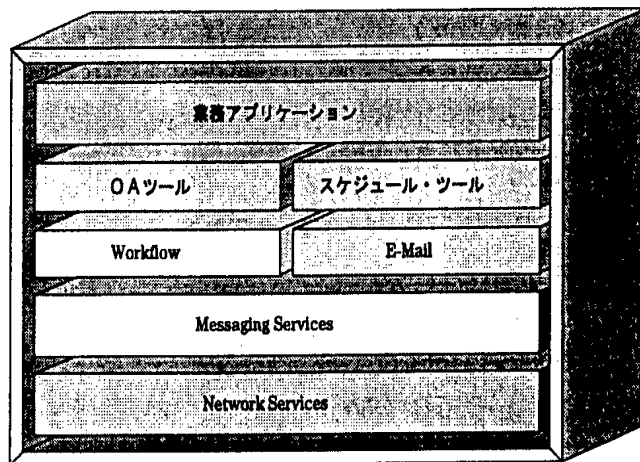 業務アプリケーション
OAツール
スケジュール・ツール
Workflow
E-Mail
Messaging Services
Network Services